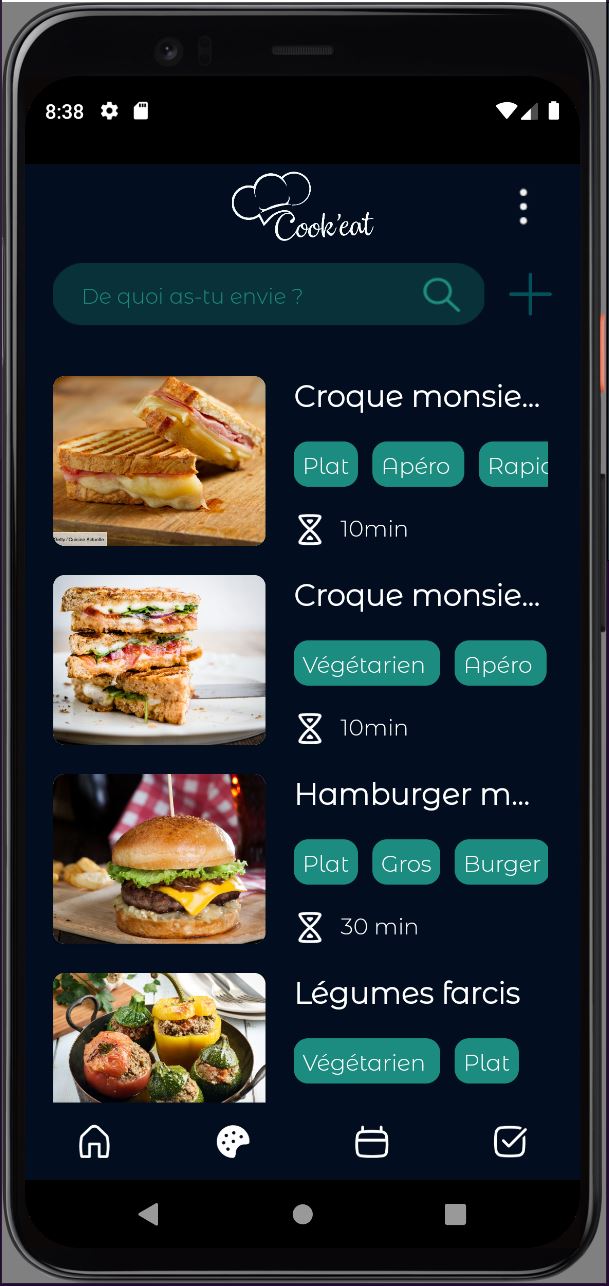 8:38
Cook'eat
De quoi as-tu envie ?
Croque monsie...
Plat Apéro Rapid
10min
Croque monsie...
Végétarien Apéro
10min
Hamburger m...
Plat Gros Burger
30 min
Légumes farcis
Végétarien Plat